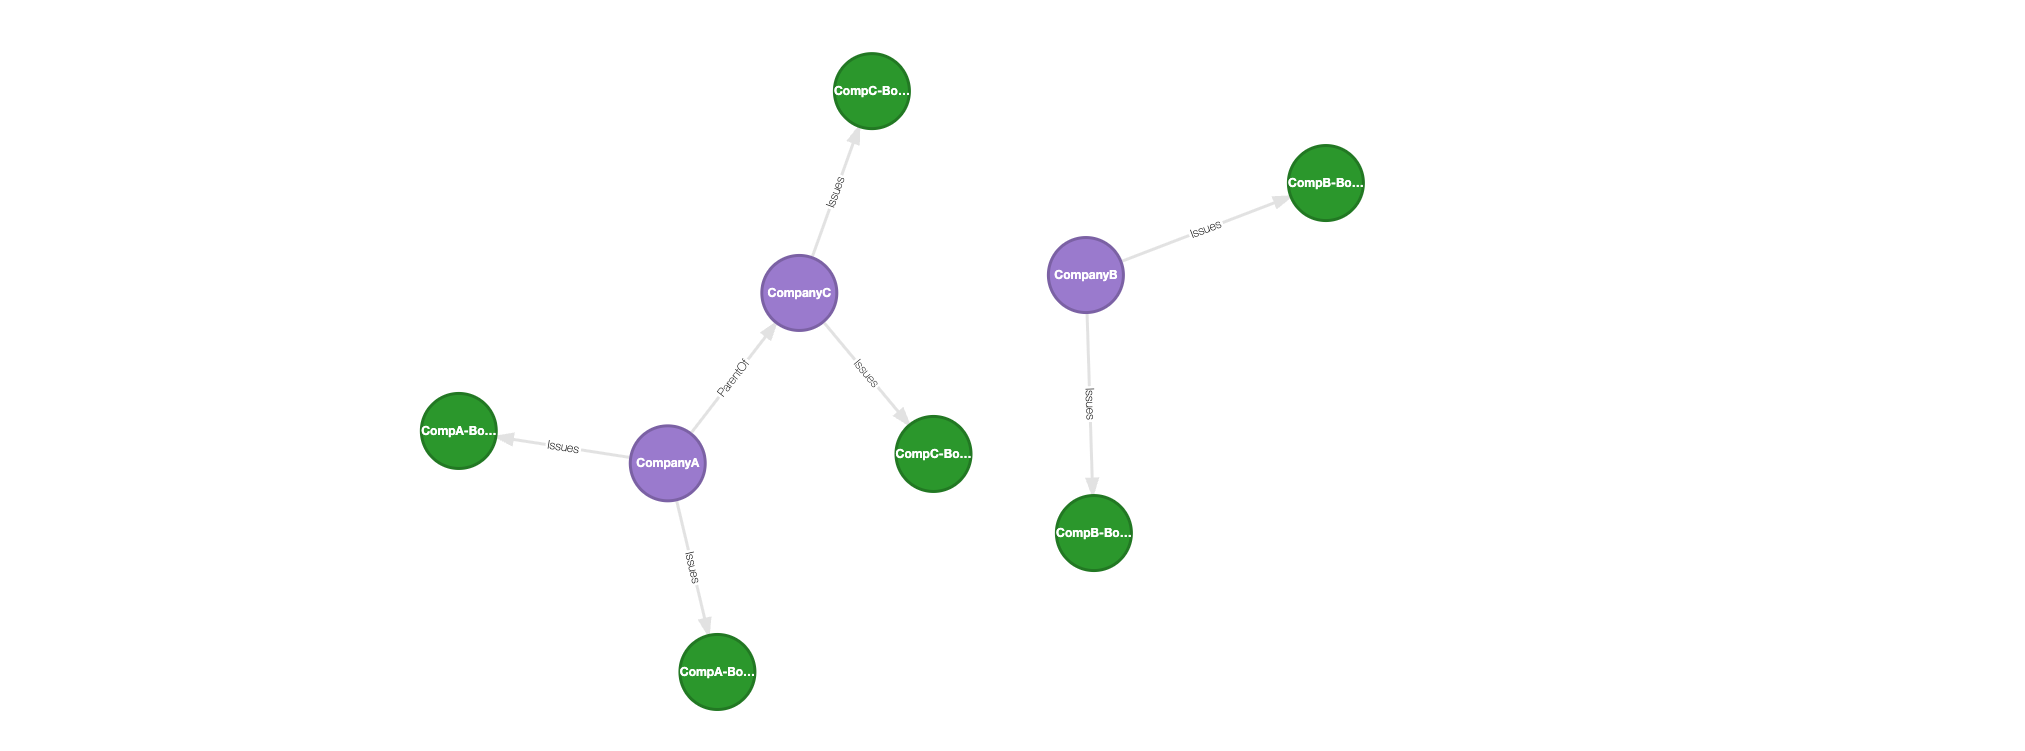 CompC-Bo...
Issues
CompB-Bo...
Issues
CompanyB
CompanyC
ParentOf
Issues
Issues
CompA-Bo...
Issues
CompanyA
CompC-Bo...
CompB-Bo...
Issues
CompA-Bo...